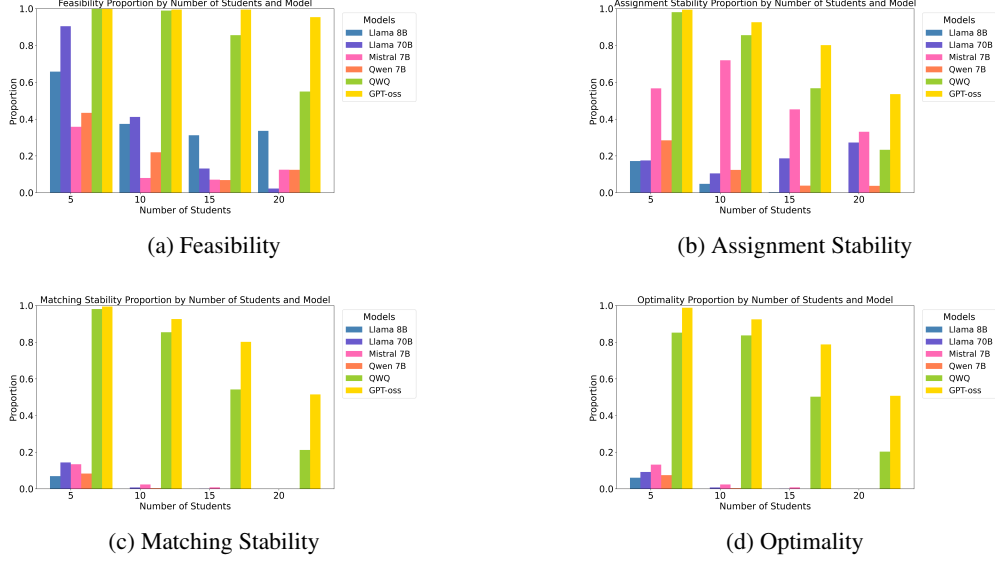 Feasibility Proportion by Number of Students and Model
1.0
0.8
0.6
0.4
0.2
0.0
Proportion
5 10 15 20
Number of Students
Models
Llama 8B
Llama 70B
Mistral 7B
Qwen 7B
QWQ
GPT-oss
(a) Feasibility
Assignment Stability Proportion by Number of Students and Model
1.0
0.8
0.6
0.4
0.2
0.0
Proportion
5 10 15 20
Number of Students
Models
Llama 8B
Llama 70B
Mistral 7B
Qwen 7B
QWQ
GPT-oss
(b) Assignment Stability
Matching Stability Proportion by Number of Students and Model
1.0
0.8
0.6
0.4
0.2
0.0
Proportion
5 10 15 20
Number of Students
Models
Llama 8B
Llama 70B
Mistral 7B
Qwen 7B
QWQ
GPT-oss
(c) Matching Stability
Optimality Proportion by Number of Students and Model
1.0
0.8
0.6
0.4
0.2
0.0
Proportion
5 10 15 20
Number of Students
Models
Llama 8B
Llama 70B
Mistral 7B
Qwen 7B
QWQ
GPT-oss
(d) Optimality